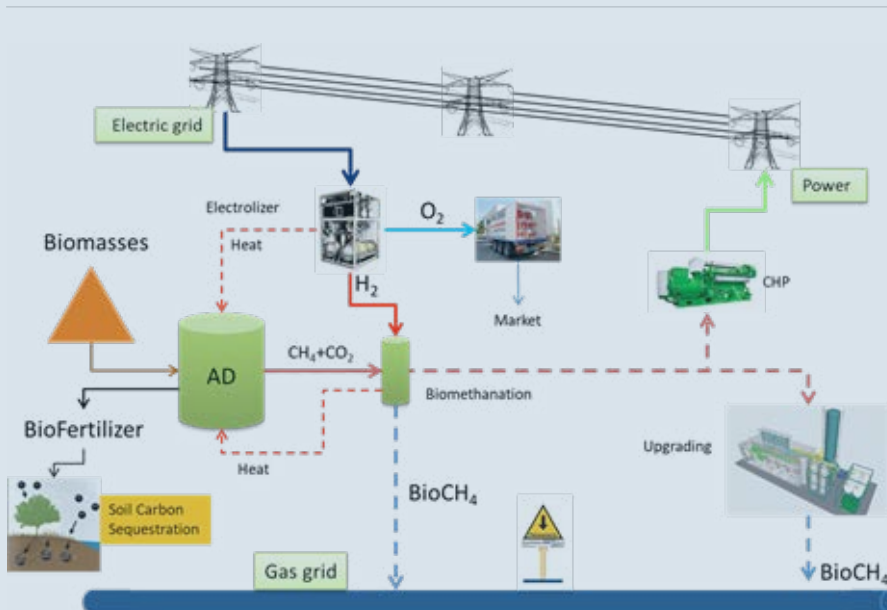 Electric grid
Power
Electrolizer
O₂
Biomasses
Heat
H₂
CHP
Market
CH₄+CO₂
AD
Biomethanation
BioFertilizer
Upgrading
Heat
BioCH₄
Soil Carbon
Sequestration
Gas grid
BioCH₄